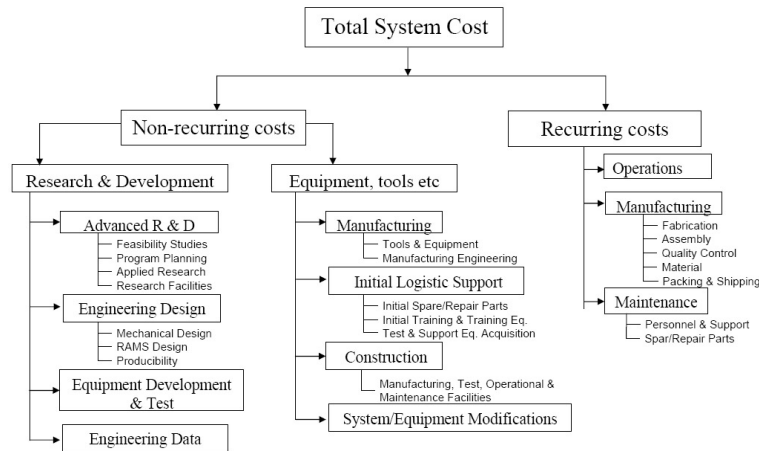 Total System Cost
Non-recurring costs
Recurring costs
Research & Development
Advanced R & D
Feasibility Studies
Program Planning
Applied Research
Research Facilities
Engineering Design
Mechanical Design
RAMS Design
Producibility
Equipment Development
& Test
Engineering Data
Equipment, tools etc
Manufacturing
Tools & Equipment
Manufacturing Engineering
Initial Logistic Support
Initial Spare/Repair Parts
Initial Training & Training Eq.
Test & Support Eq. Acquisition
Construction
Manufacturing, Test, Operational &
Maintenance Facilities
System/Equipment Modifications
Operations
Manufacturing
Fabrication
Assembly
Quality Control
Material
Packing & Shipping
Maintenance
Personnel & Support
Spar/Repair Parts